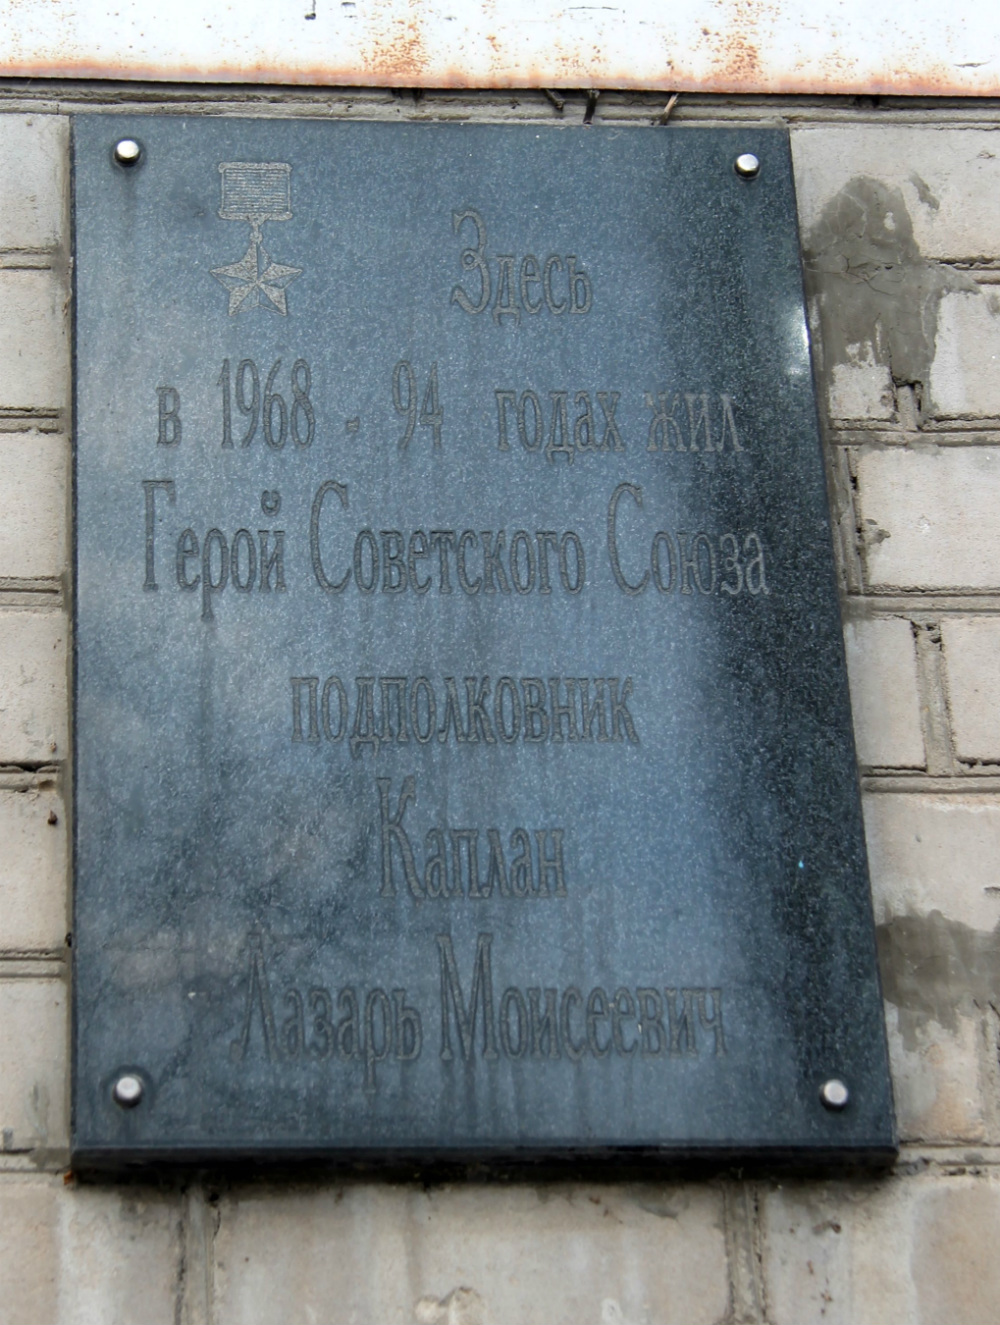 Здесь
в 1968 - 94 годах жил
Герой Советского Союза
подполковник
Каплан
Лазарь Моисеевич